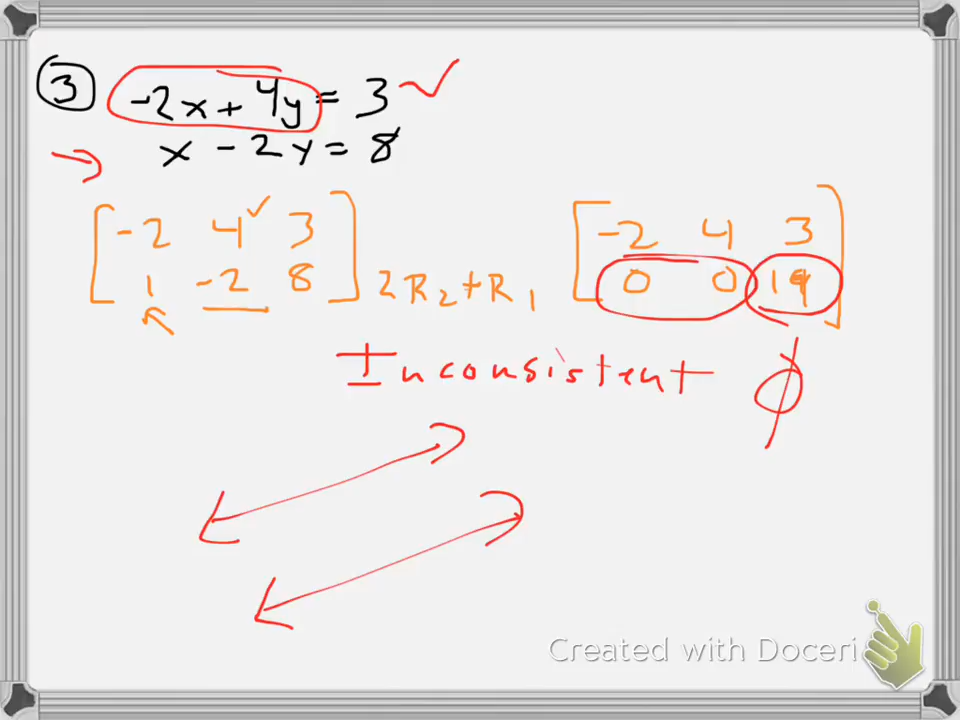 3 -2x + 4y = 3
x - 2y = 8
-2 4 3 -2 4 3
1 -2 8 2R2 + R1 0 0 19
Inconsistent ∅
Created with Doceri